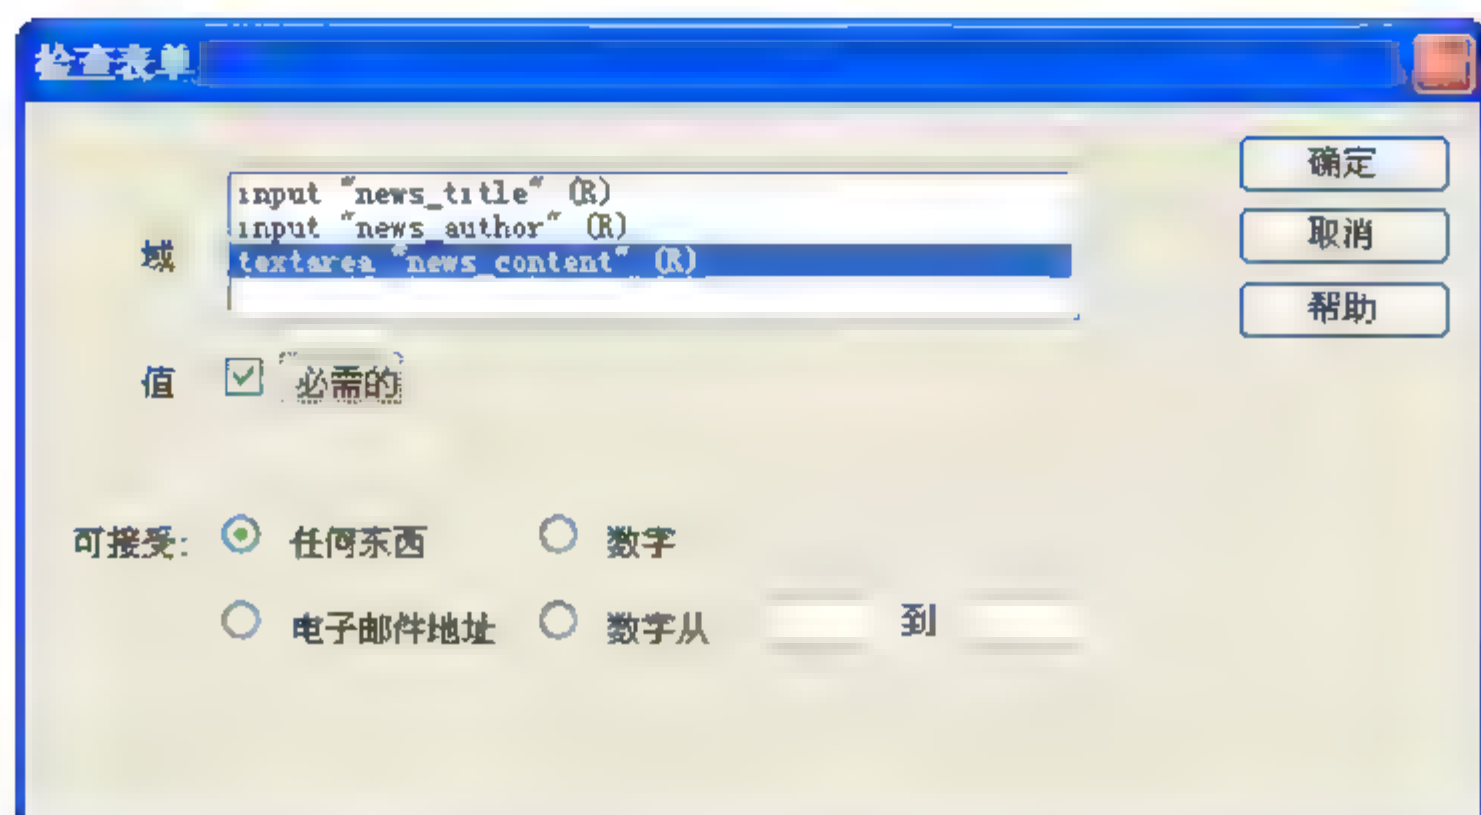 检查表单
input "news_title" (R)
input "news_author" (R)
textarea "news_content" (R)
域
确定
取消
帮助
值 必需的
可接受: 任何东西 数字
电子邮件地址 数字从 到